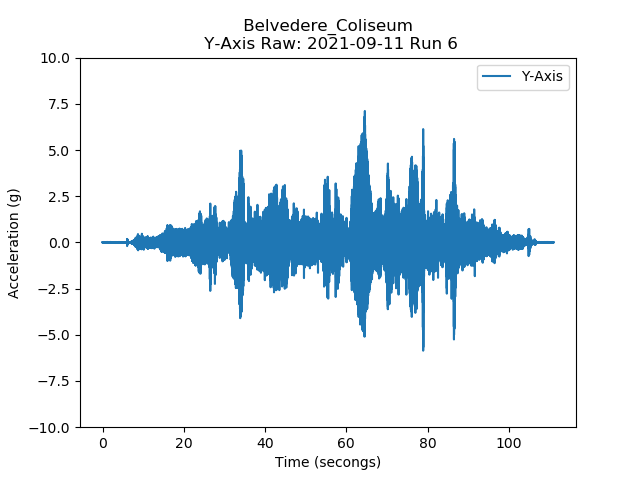 Belvedere_Coliseum
Y-Axis Raw: 2021-09-11 Run 6
Y-Axis
10.0
7.5
5.0
2.5
0.0
−2.5
−5.0
−7.5
−10.0
Acceleration (g)
0 20 40 60 80 100
Time (secongs)